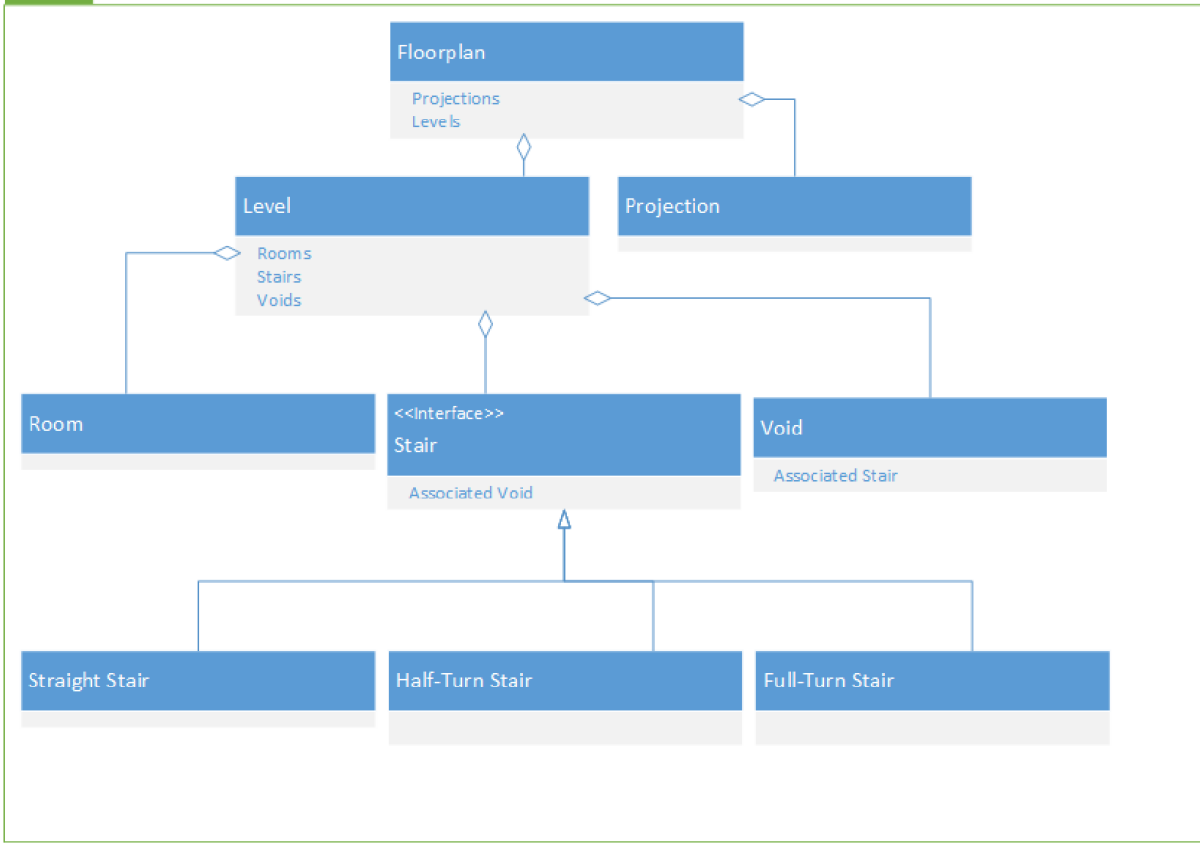 Floorplan
Projections
Levels
Level
Projection
Rooms
Stairs
Voids
Room
<<Interface>>
Stair
Void
Associated Void
Associated Stair
Straight Stair
Half-Turn Stair
Full-Turn Stair